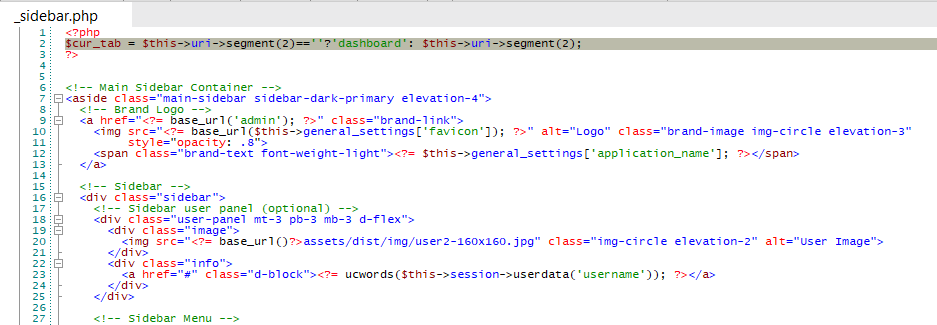 _sidebar.php
1 <?php
2 $cur_tab = $this->uri->segment(2)==''?'dashboard': $this->uri->segment(2);
3 ?>
4
5
6 <!-- Main Sidebar Container -->
7 <aside class="main-sidebar sidebar-dark-primary elevation-4">
8 <!-- Brand Logo -->
9 <a href="<?= base_url('admin'); ?>" class="brand-link">
10 <img src="<?= base_url($this->general_settings['favicon']); ?>" alt="Logo" class="brand-image img-circle elevation-3"
11 style="opacity: .8">
12 <span class="brand-text font-weight-light"><?= $this->general_settings['application_name']; ?></span>
13 </a>
14
15 <!-- Sidebar -->
16 <div class="sidebar">
17 <!-- Sidebar user panel (optional) -->
18 <div class="user-panel mt-3 pb-3 mb-3 d-flex">
19 <div class="image">
20 <img src="<?= base_url()?>assets/dist/img/user2-160x160.jpg" class="img-circle elevation-2" alt="User Image">
21 </div>
22 <div class="info">
23 <a href="#" class="d-block"><?= ucwords($this->session->userdata('username')); ?></a>
24 </div>
25 </div>
26
27 <!-- Sidebar Menu -->